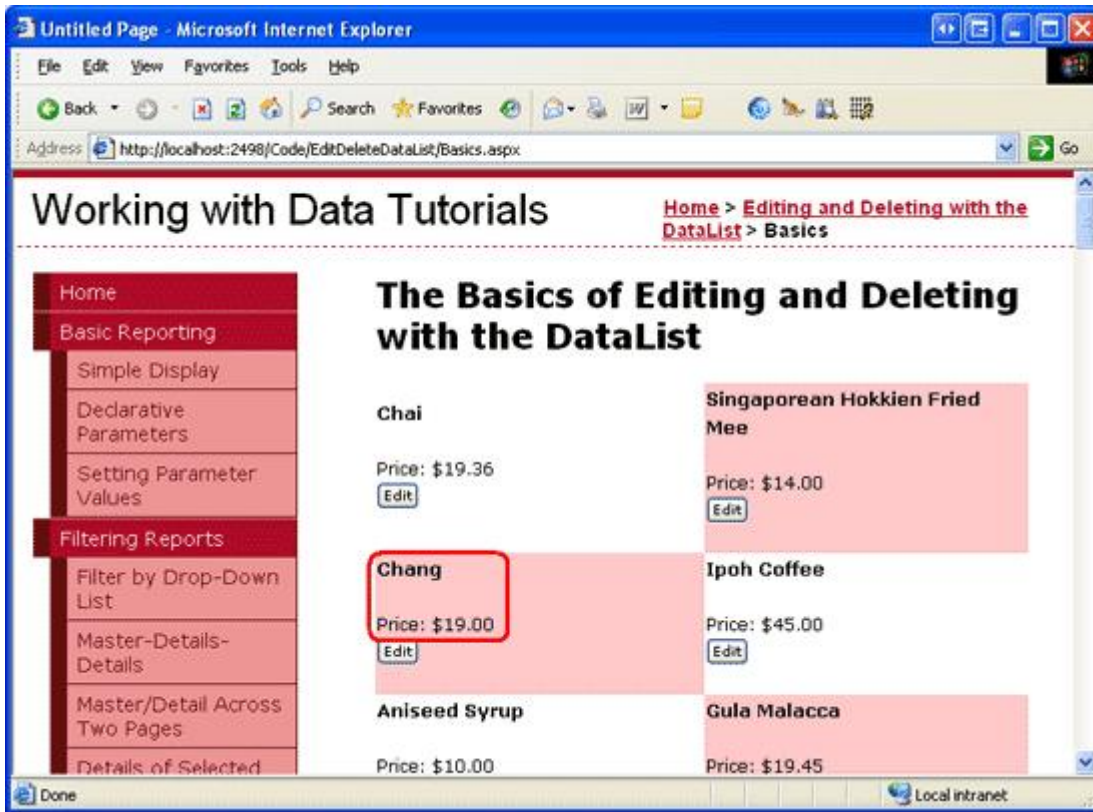 Untitled Page - Microsoft Internet Explorer
File Edit View Favorites Tools Help
Back Search Favorites
Address http://localhost:2498/Code/EditDeleteDataList/Basics.aspx Go
Working with Data Tutorials
Home > Editing and Deleting with the
DataList > Basics
Home
Basic Reporting
Simple Display
Declarative
Parameters
Setting Parameter
Values
Filtering Reports
Filter by Drop-Down
List
Master-Details-
Details
Master/Detail Across
Two Pages
Details of Selected
The Basics of Editing and Deleting
with the DataList
Chai
Price: $19.36
Edit
Singaporean Hokkien Fried
Mee
Price: $14.00
Edit
Chang
Price: $19.00
Edit
Ipoh Coffee
Price: $45.00
Edit
Aniseed Syrup
Price: $10.00
Gula Malacca
Price: $19.45
Done
Local intranet